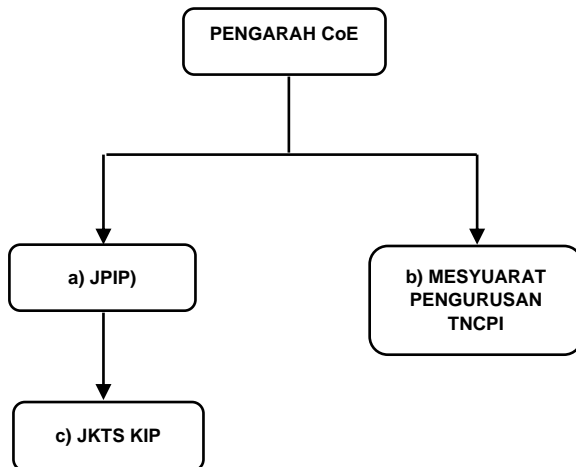 PENGARAH CoE
a) JPIP)
b) MESYUARAT
PENGURUSAN
TNCPI
c) JKTS KIP